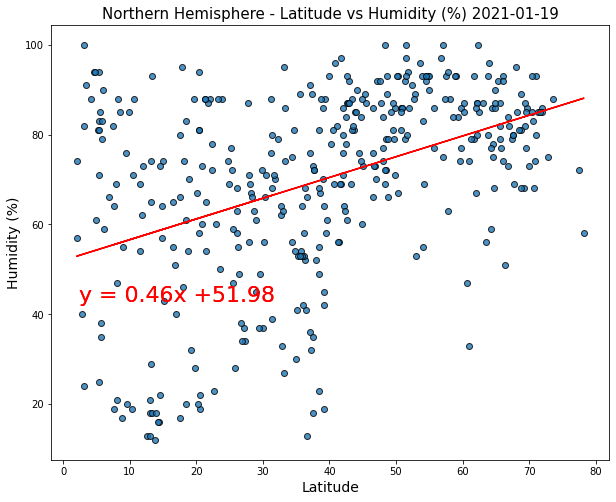 Northern Hemisphere - Latitude vs Humidity (%) 2021-01-19
Humidity (%)
100
80
60
40
20
y = 0.46x +51.98
0 10 20 30 40 50 60 70 80
Latitude